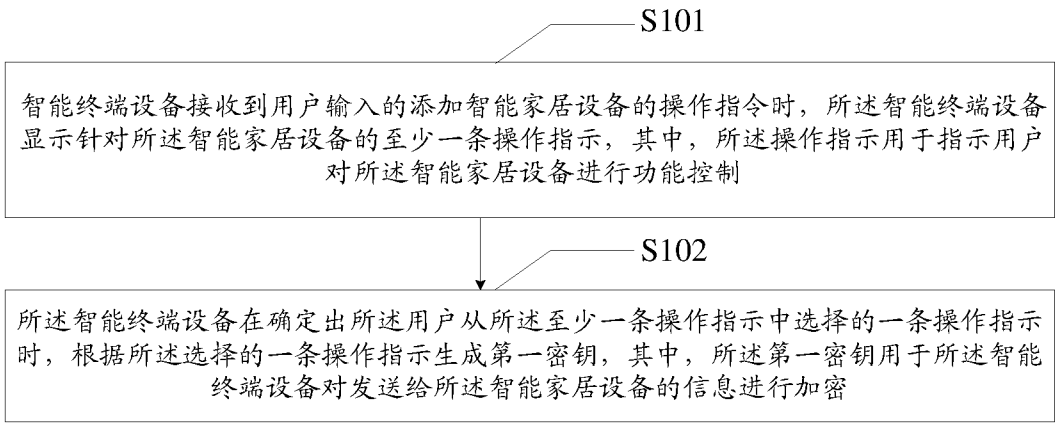 S101
智能终端设备接收到用户输入的添加智能家居设备的操作指令时，所述智能终端设备
显示针对所述智能家居设备的至少一条操作指示，其中，所述操作指示用于指示用户
对所述智能家居设备进行功能控制
S102
所述智能终端设备在确定出所述用户从所述至少一条操作指示中选择的一条操作指示
时，根据所述选择的一条操作指示生成第一密钥，其中，所述第一密钥用于所述智能
终端设备对发送给所述智能家居设备的信息进行加密